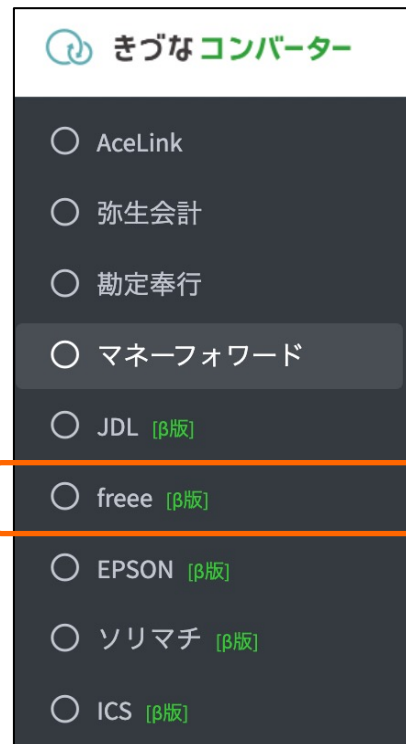 きづなコンバーター
AceLink
弥生会計
勘定奉行
マネーフォワード
JDL [β版]
freee [β版]
EPSON [β版]
ソリマチ [β版]
ICS [β版]